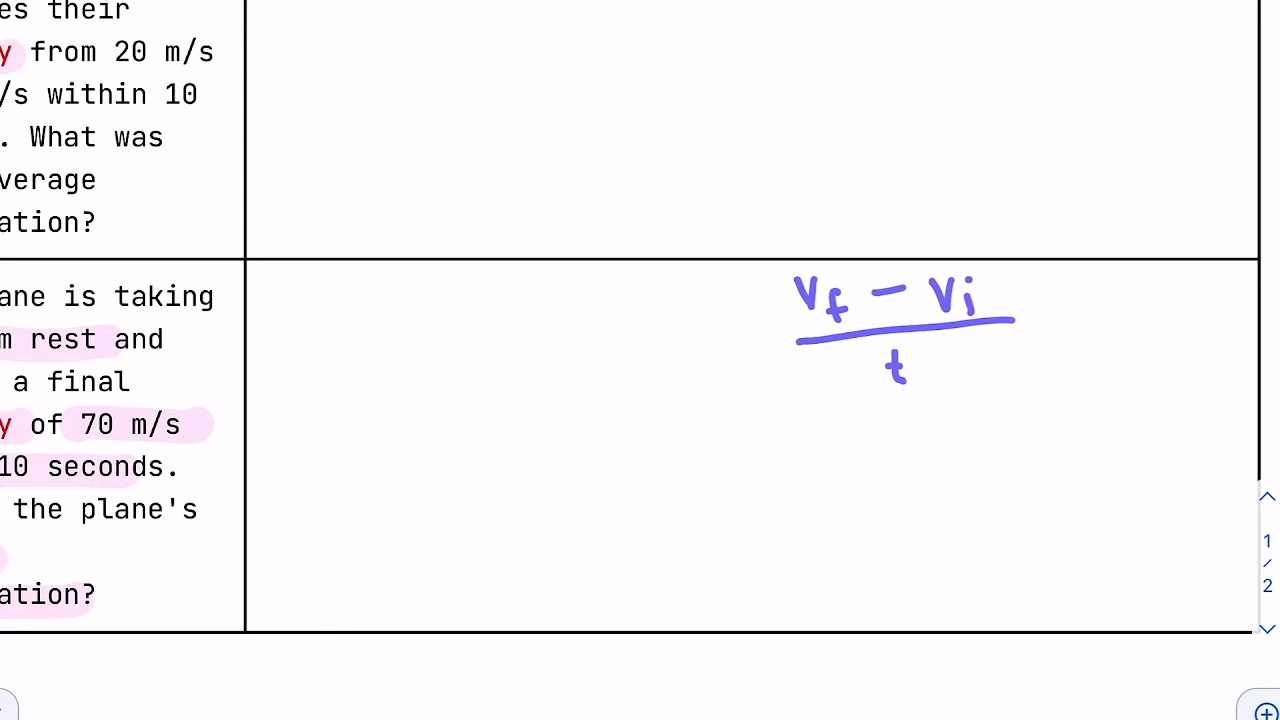 es their
y from 20 m/s
/s within 10
. What was
verage
ation?
ane is taking
m rest and
a final
y of 70 m/s
10 seconds.
the plane's
ation?
vf - vi
t
1
/
2